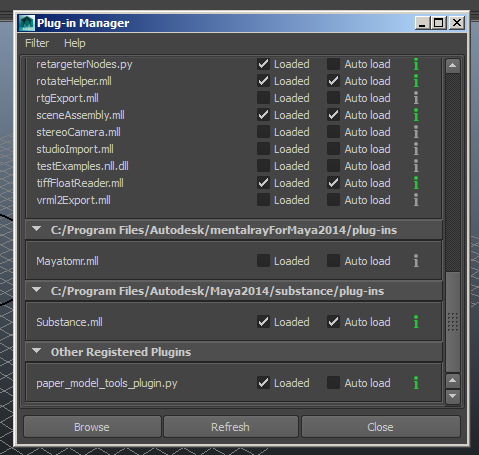 Plug-in Manager
Filter Help
retargeterNodes.py Loaded Auto load
rotateHelper.mll Loaded Auto load
rtgExport.mll Loaded Auto load
sceneAssembly.mll Loaded Auto load
stereoCamera.mll Loaded Auto load
studioImport.mll Loaded Auto load
testExamples.nll.dll Loaded Auto load
tiffFloatReader.mll Loaded Auto load
vrml2Export.mll Loaded Auto load
C:/Program Files/Autodesk/mentalrayForMaya2014/plug-ins
Mayatomr.mll Loaded Auto load
C:/Program Files/Autodesk/Maya2014/substance/plug-ins
Substance.mll Loaded Auto load
Other Registered Plugins
paper_model_tools_plugin.py Loaded Auto load
Browse Refresh Close